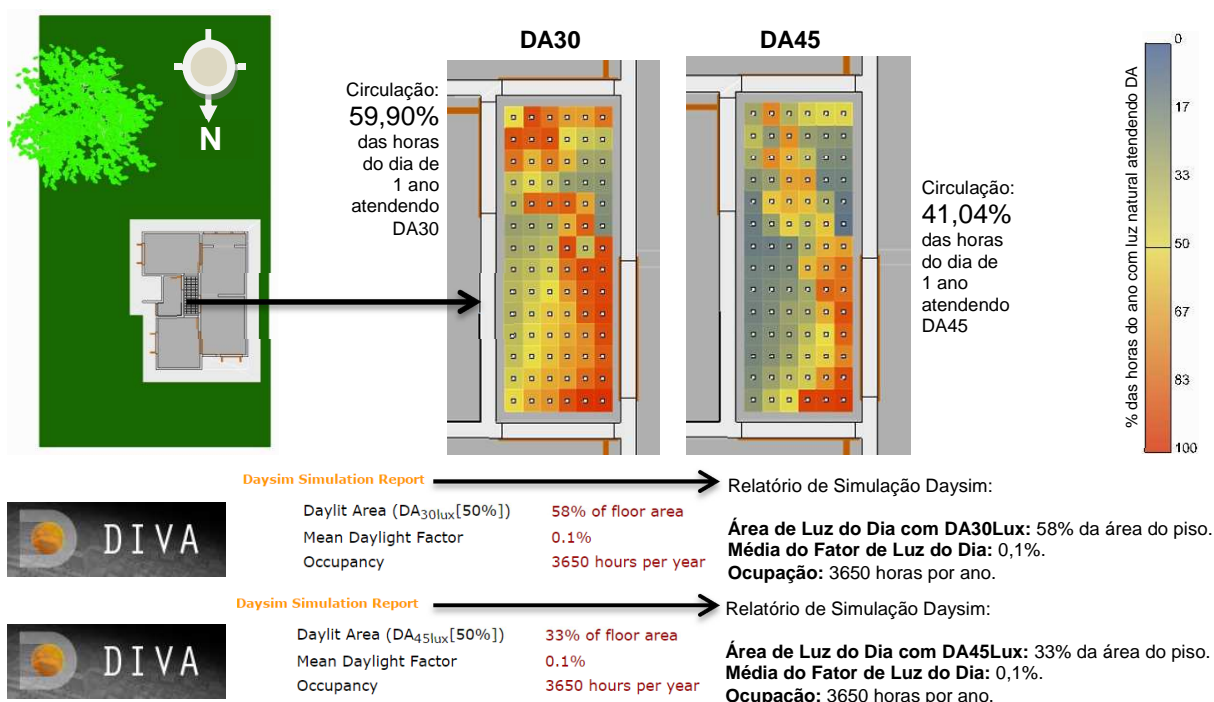 N
DA30
DA45
Circulação:
59,90%
das horas
do dia de
1 ano
atendendo
DA30
Circulação:
41,04%
das horas
do dia de
1 ano
atendendo
DA45
% das horas do ano com luz natural atendendo DA
0
17
33
50
67
83
100
Daysim Simulation Report
Daylit Area (DA30lux[50%]) 58% of floor area
Mean Daylight Factor 0.1%
Occupancy 3650 hours per year
DIVA
Relatório de Simulação Daysim:
Área de Luz do Dia com DA30Lux: 58% da área do piso.
Média do Fator de Luz do Dia: 0,1%.
Ocupação: 3650 horas por ano.
Daysim Simulation Report
Daylit Area (DA45lux[50%]) 33% of floor area
Mean Daylight Factor 0.1%
Occupancy 3650 hours per year
DIVA
Relatório de Simulação Daysim:
Área de Luz do Dia com DA45Lux: 33% da área do piso.
Média do Fator de Luz do Dia: 0,1%.
Ocupação: 3650 horas por ano.